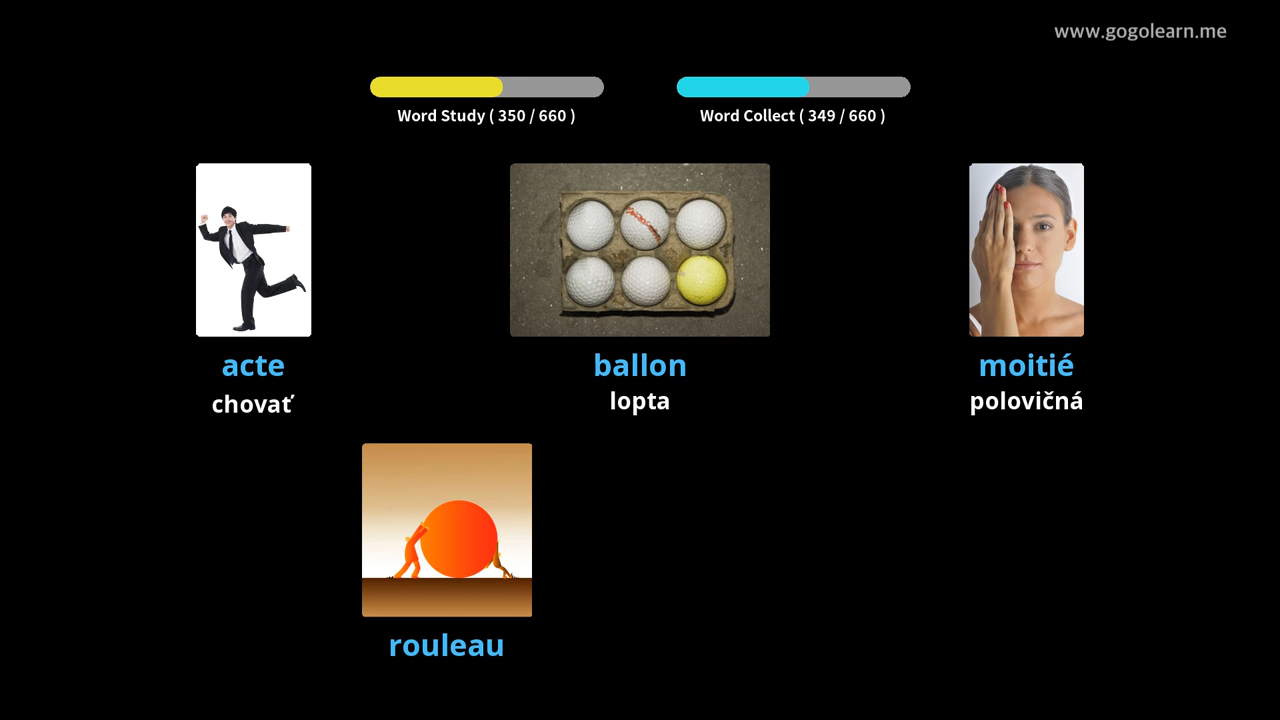 www.gogolearn.me
Word Study ( 350 / 660 )
Word Collect ( 349 / 660 )
acte
ballon
moitié
chovať
lopta
polovičná
rouleau